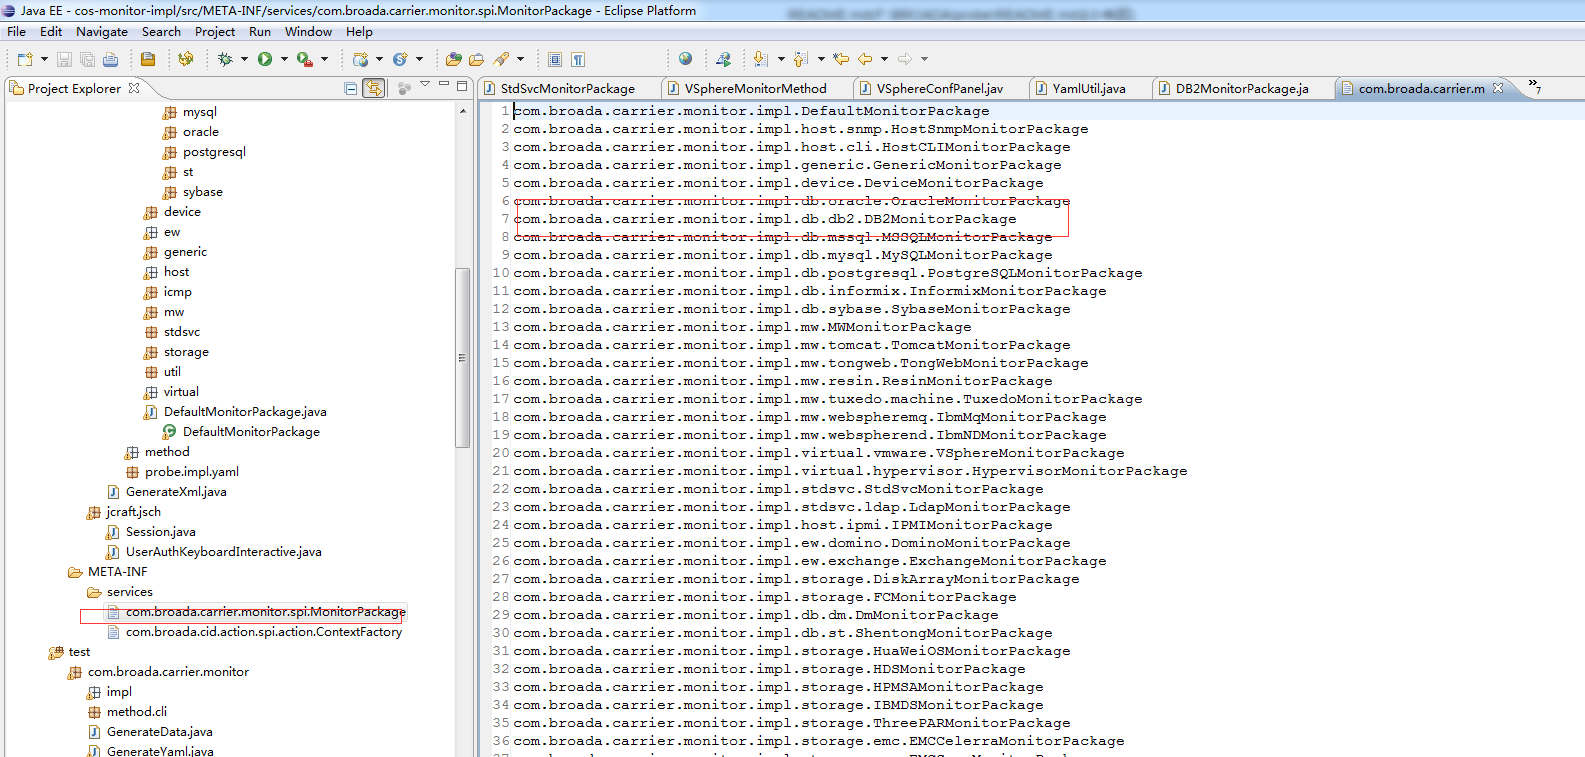 Java EE - cos-monitor-impl/src/META-INF/services/com.broada.carrier.monitor.spi.MonitorPackage - Eclipse Platform
File Edit Navigate Search Project Run Window Help
Project Explorer
mysql
oracle
postgresql
st
sybase
device
ew
generic
host
icmp
mw
stdsvc
storage
util
virtual
DefaultMonitorPackage.java
DefaultMonitorPackage
method
probe.impl.yaml
GenerateXml.java
jcraft.jsch
Session.java
UserAuthKeyboardInteractive.java
META-INF
services
com.broada.carrier.monitor.spi.MonitorPackage
com.broada.cid.action.spi.action.ContextFactory
test
com.broada.carrier.monitor
impl
method.cli
GenerateData.java
GenerateYaml.java
StdSvcMonitorPackage VSphereMonitorMethod VSphereConfPanel.jav YamlUtil.java DB2MonitorPackage.ja com.broada.carrier.m »7
1 com.broada.carrier.monitor.impl.DefaultMonitorPackage
2 com.broada.carrier.monitor.impl.host.snmp.HostSnmpMonitorPackage
3 com.broada.carrier.monitor.impl.host.cli.HostCLIMonitorPackage
4 com.broada.carrier.monitor.impl.generic.GenericMonitorPackage
5 com.broada.carrier.monitor.impl.device.DeviceMonitorPackage
6 com.broada.carrier.monitor.impl.db.oracle.OracleMonitorPackage
7 com.broada.carrier.monitor.impl.db.db2.DB2MonitorPackage
8 com.broada.carrier.monitor.impl.db.mssql.MSSQLMonitorPackage
9 com.broada.carrier.monitor.impl.db.mysql.MySQLMonitorPackage
10 com.broada.carrier.monitor.impl.db.postgresql.PostgreSQLMonitorPackage
11 com.broada.carrier.monitor.impl.db.informix.InformixMonitorPackage
12 com.broada.carrier.monitor.impl.db.sybase.SybaseMonitorPackage
13 com.broada.carrier.monitor.impl.mw.MWMonitorPackage
14 com.broada.carrier.monitor.impl.mw.tomcat.TomcatMonitorPackage
15 com.broada.carrier.monitor.impl.mw.tongweb.TongWebMonitorPackage
16 com.broada.carrier.monitor.impl.mw.resin.ResinMonitorPackage
17 com.broada.carrier.monitor.impl.mw.tuxedo.machine.TuxedoMonitorPackage
18 com.broada.carrier.monitor.impl.mw.webspheremq.IbmMqMonitorPackage
19 com.broada.carrier.monitor.impl.mw.webspherend.IbmNDMonitorPackage
20 com.broada.carrier.monitor.impl.virtual.vmware.VSphereMonitorPackage
21 com.broada.carrier.monitor.impl.virtual.hypervisor.HypervisorMonitorPackage
22 com.broada.carrier.monitor.impl.stdsvc.StdSvcMonitorPackage
23 com.broada.carrier.monitor.impl.stdsvc.ldap.LdapMonitorPackage
24 com.broada.carrier.monitor.impl.host.ipmi.IPMIMonitorPackage
25 com.broada.carrier.monitor.impl.ew.domino.DominoMonitorPackage
26 com.broada.carrier.monitor.impl.ew.exchange.ExchangeMonitorPackage
27 com.broada.carrier.monitor.impl.storage.DiskArrayMonitorPackage
28 com.broada.carrier.monitor.impl.storage.FCMonitorPackage
29 com.broada.carrier.monitor.impl.db.dm.DmMonitorPackage
30 com.broada.carrier.monitor.impl.db.st.ShentongMonitorPackage
31 com.broada.carrier.monitor.impl.storage.HuaWeiOSMonitorPackage
32 com.broada.carrier.monitor.impl.storage.HDSMonitorPackage
33 com.broada.carrier.monitor.impl.storage.HPMSAMonitorPackage
34 com.broada.carrier.monitor.impl.storage.IBMDSMonitorPackage
35 com.broada.carrier.monitor.impl.storage.ThreePARMonitorPackage
36 com.broada.carrier.monitor.impl.storage.emc.EMCCelerraMonitorPackage